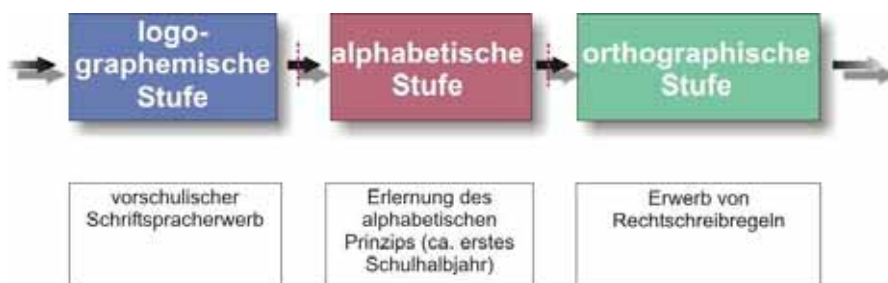 logo-
graphemische
Stufe
alphabetische
Stufe
orthographische
Stufe
vorschulischer
Schriftspracherwerb
Erlernung des
alphabetischen
Prinzips (ca. erstes
Schulhalbjahr)
Erwerb von
Rechtschreibregeln